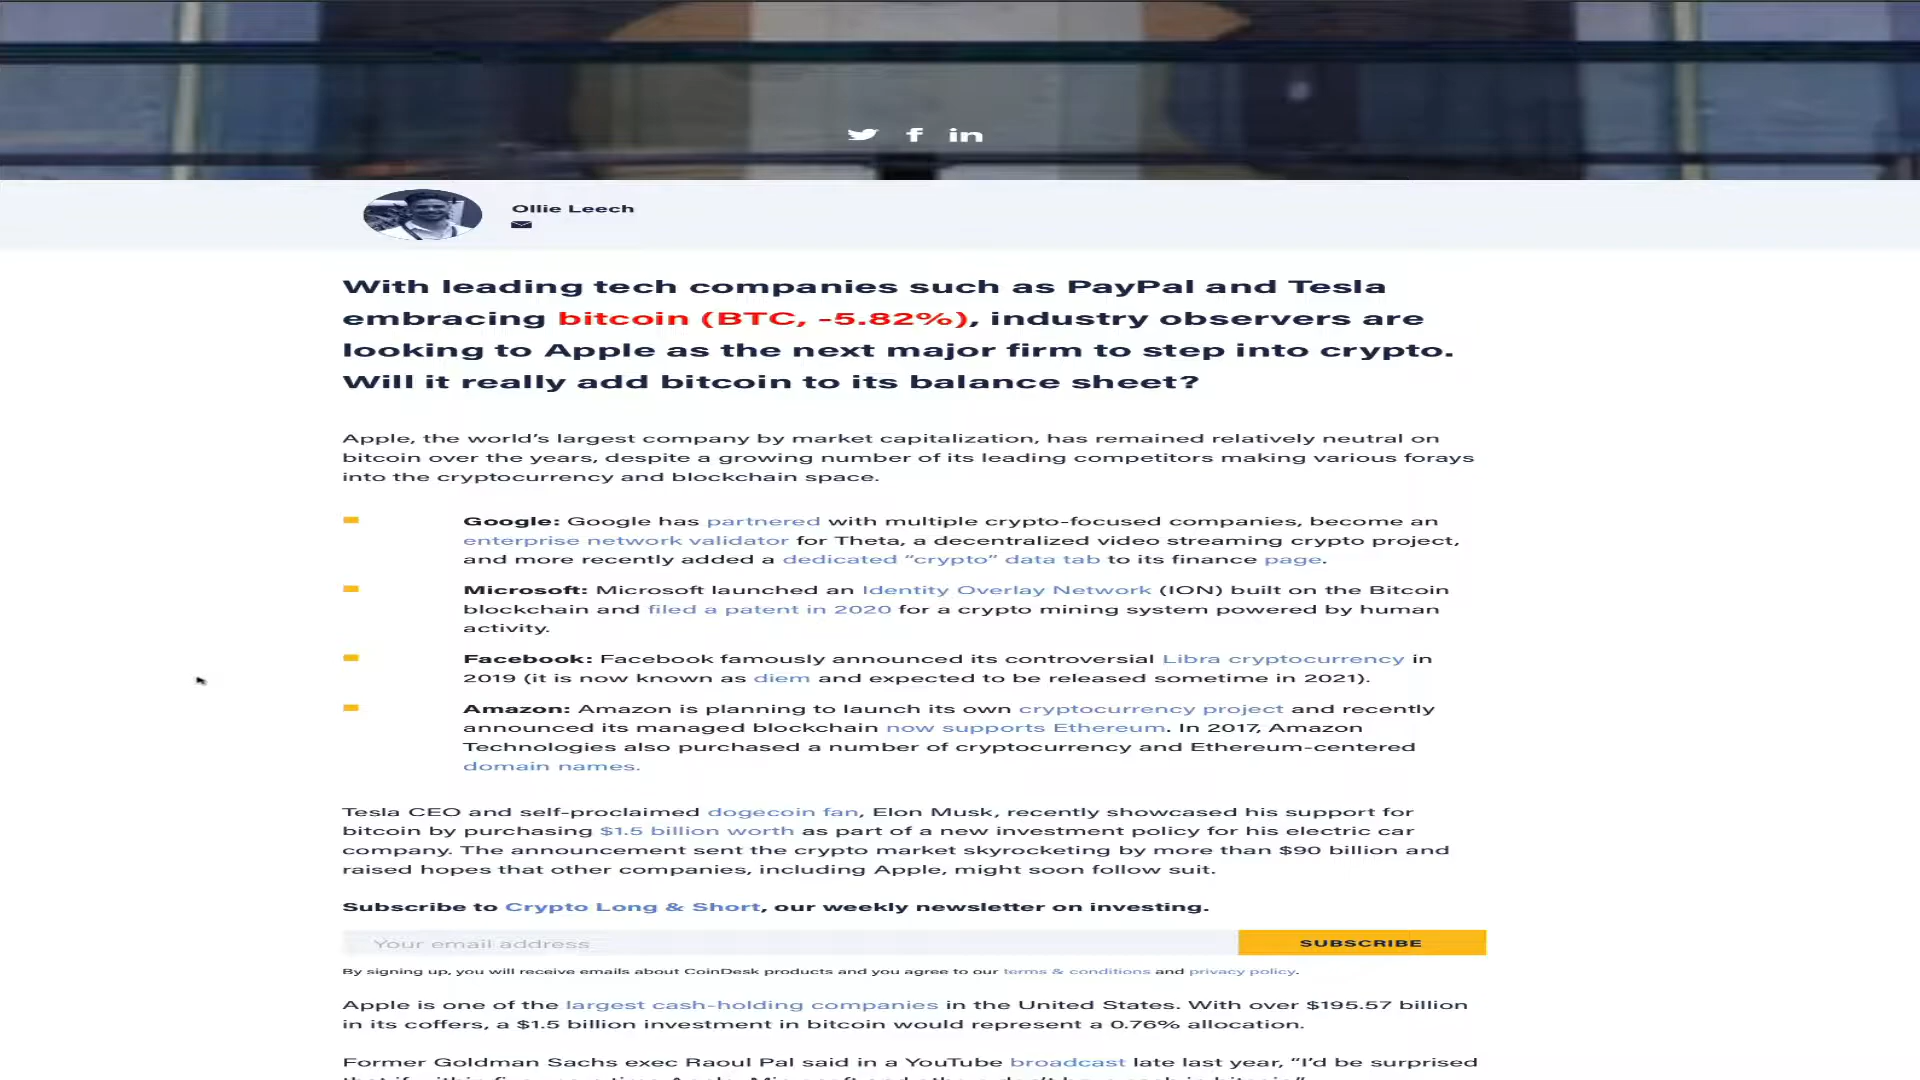 Ollie Leech
With leading tech companies such as PayPal and Tesla
embracing bitcoin (BTC, -5.82%), industry observers are
looking to Apple as the next major firm to step into crypto.
Will it really add bitcoin to its balance sheet?
Apple, the world’s largest company by market capitalization, has remained relatively neutral on
bitcoin over the years, despite a growing number of its leading competitors making various forays
into the cryptocurrency and blockchain space.
Google: Google has partnered with multiple crypto-focused companies, become an
enterprise network validator for Theta, a decentralized video streaming crypto project,
and more recently added a dedicated “crypto” data tab to its finance page.
Microsoft: Microsoft launched an Identity Overlay Network (ION) built on the Bitcoin
blockchain and filed a patent in 2020 for a crypto mining system powered by human
activity.
Facebook: Facebook famously announced its controversial Libra cryptocurrency in
2019 (it is now known as diem and expected to be released sometime in 2021).
Amazon: Amazon is planning to launch its own cryptocurrency project and recently
announced its managed blockchain now supports Ethereum. In 2017, Amazon
Technologies also purchased a number of cryptocurrency and Ethereum-centered
domain names.
Tesla CEO and self-proclaimed dogecoin fan, Elon Musk, recently showcased his support for
bitcoin by purchasing $1.5 billion worth as part of a new investment policy for his electric car
company. The announcement sent the crypto market skyrocketing by more than $90 billion and
raised hopes that other companies, including Apple, might soon follow suit.
Subscribe to Crypto Long & Short, our weekly newsletter on investing.
Your email address
SUBSCRIBE
By signing up, you will receive emails about CoinDesk products and you agree to our terms & conditions and privacy policy.
Apple is one of the largest cash-holding companies in the United States. With over $195.57 billion
in its coffers, a $1.5 billion investment in bitcoin would represent a 0.76% allocation.
Former Goldman Sachs exec Raoul Pal said in a YouTube broadcast late last year, “I’d be surprised